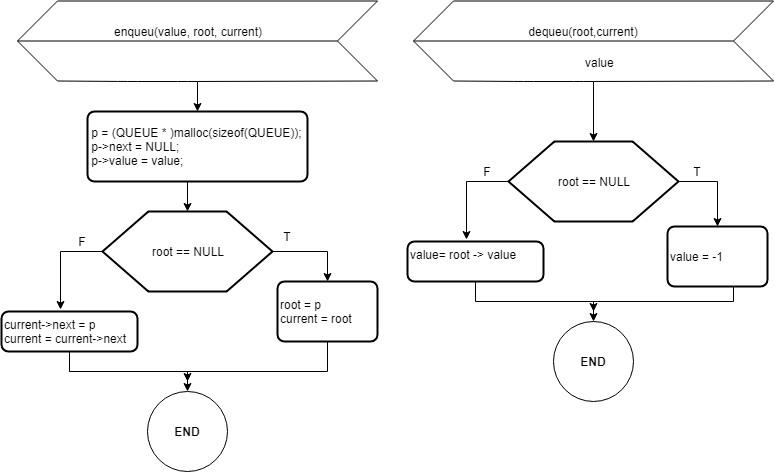 enqueu(value, root, current)
p = (QUEUE * )malloc(sizeof(QUEUE));
p->next = NULL;
p->value = value;
root == NULL
F
T
current->next = p
current = current->next
root = p
current = root
END
dequeu(root,current)
value
root == NULL
F
T
value= root -> value
value = -1
END